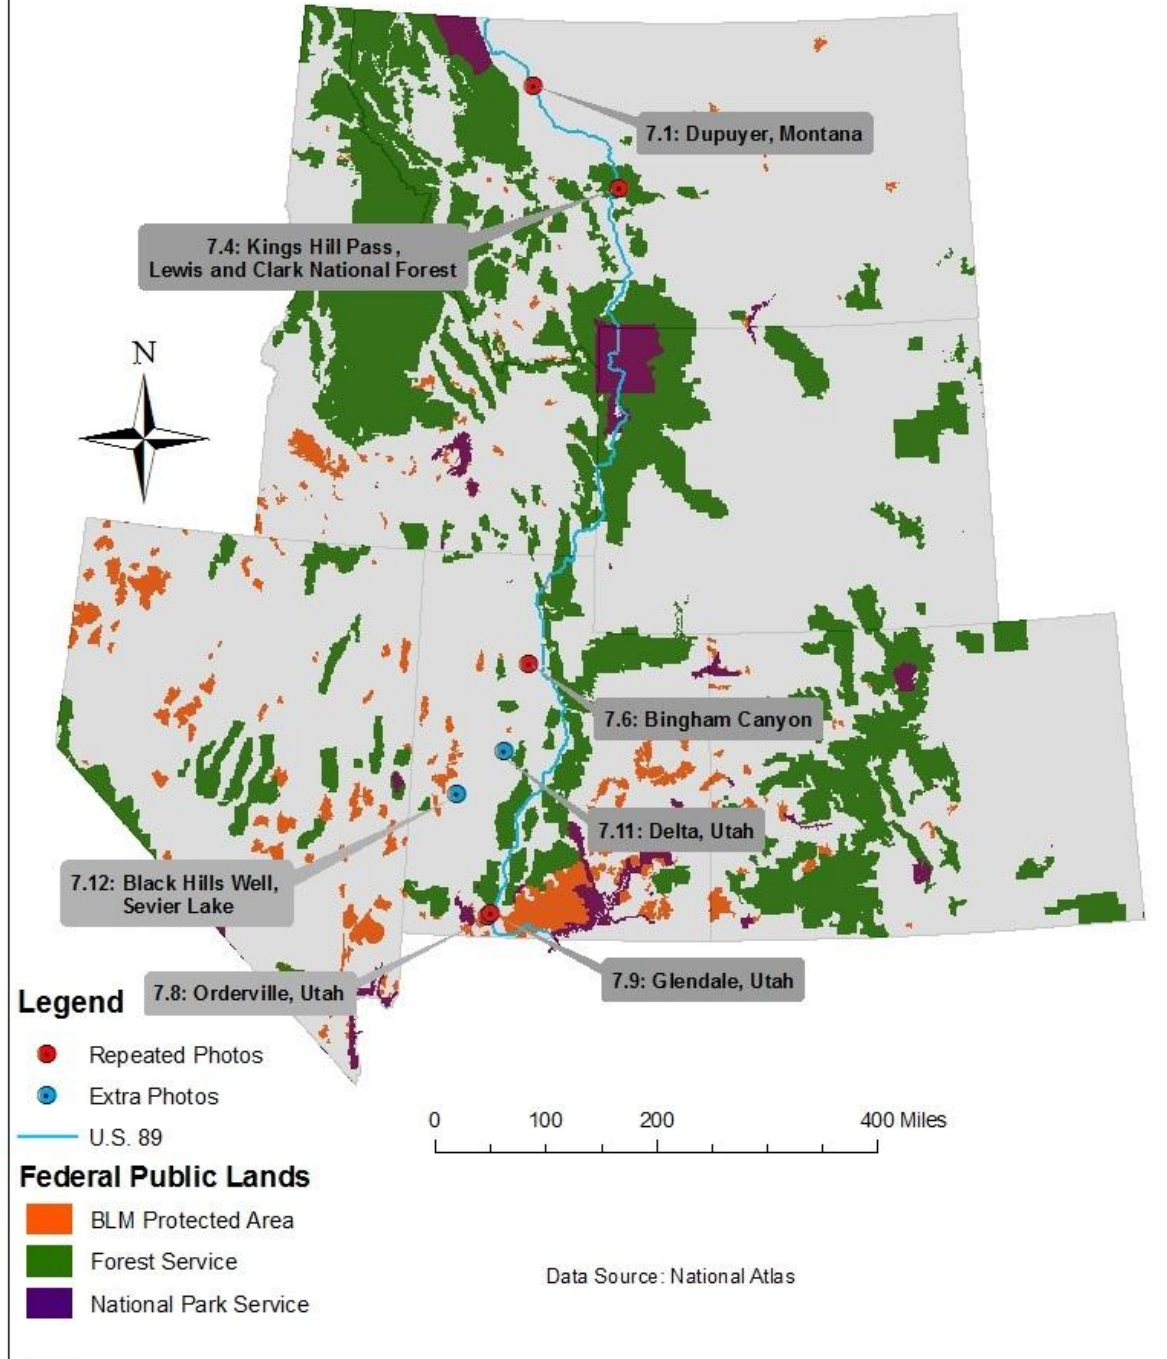 7.1: Dupuyer, Montana
7.4: Kings Hill Pass,
Lewis and Clark National Forest
N
7.6: Bingham Canyon
7.11: Delta, Utah
7.12: Black Hills Well,
Sevier Lake
7.8: Orderville, Utah
7.9: Glendale, Utah
Legend
Repeated Photos
Extra Photos
U.S. 89
0 100 200 400 Miles
Federal Public Lands
BLM Protected Area
Forest Service
National Park Service
Data Source: National Atlas